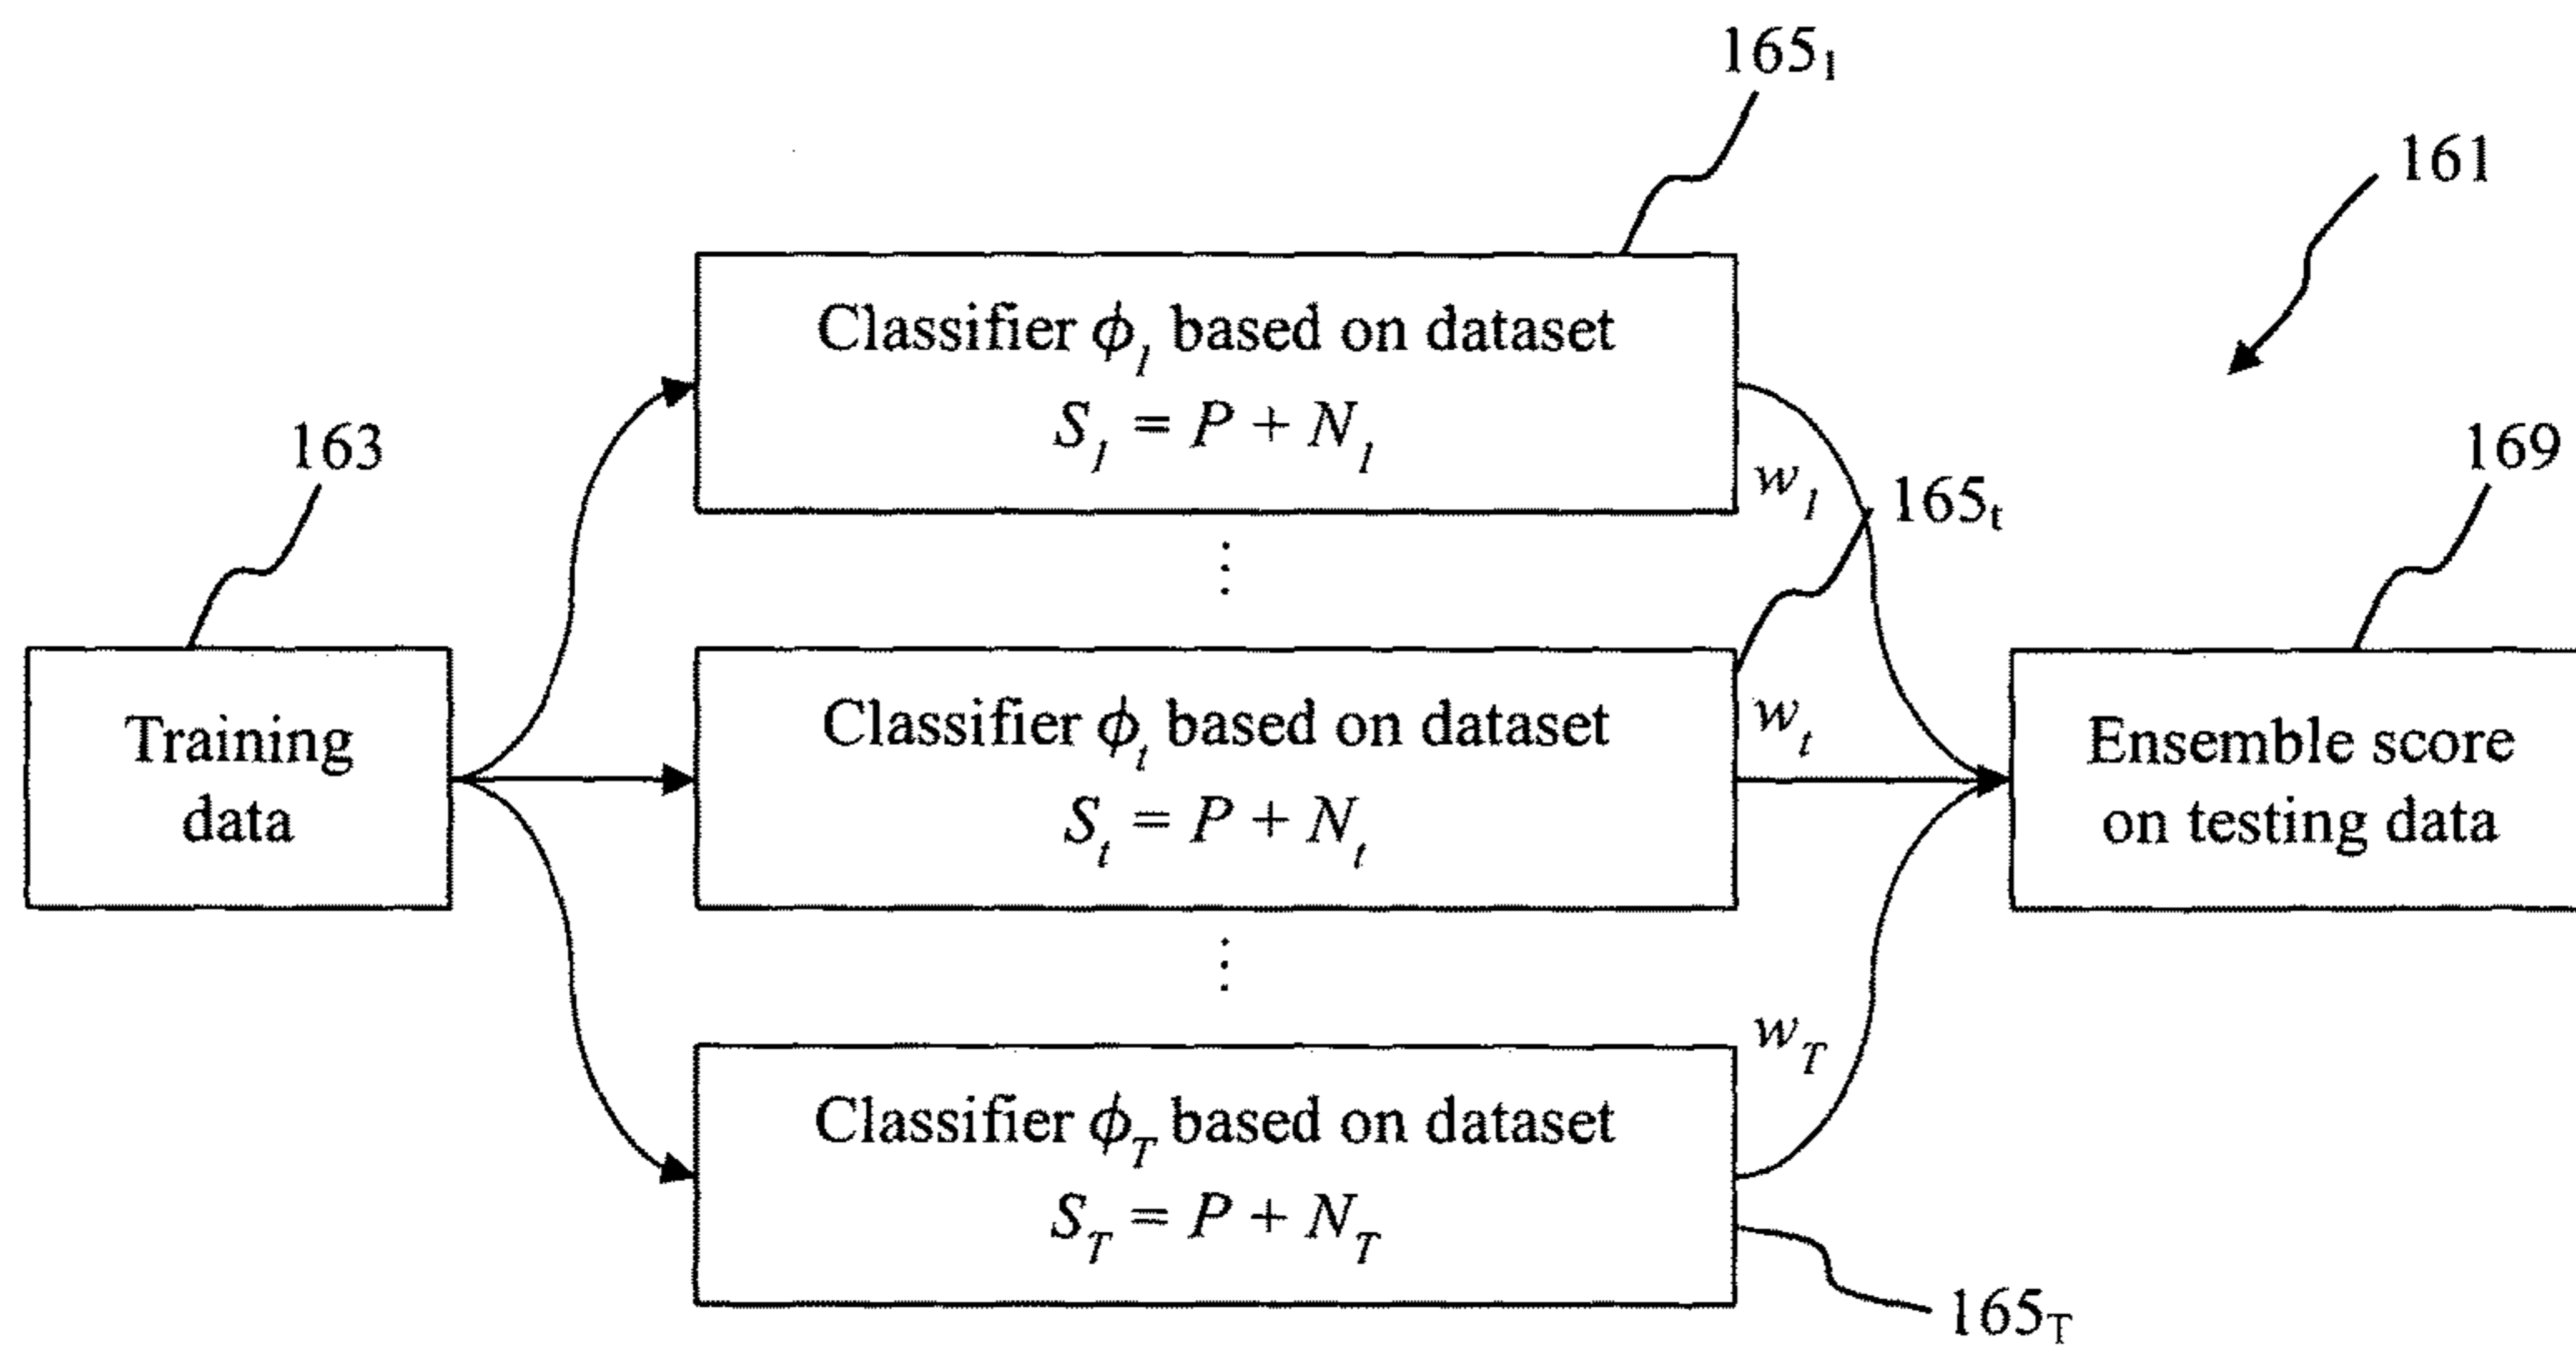 165₁
161
Classifier ϕ₁ based on dataset
S₁ = P + N₁
163
169
w₁
165ₜ
⋮
Training
data
Classifier ϕₜ based on dataset
Sₜ = P + Nₜ
wₜ
Ensemble score
on testing data
⋮
w_T
Classifier ϕ_T based on dataset
S_T = P + N_T
165_T